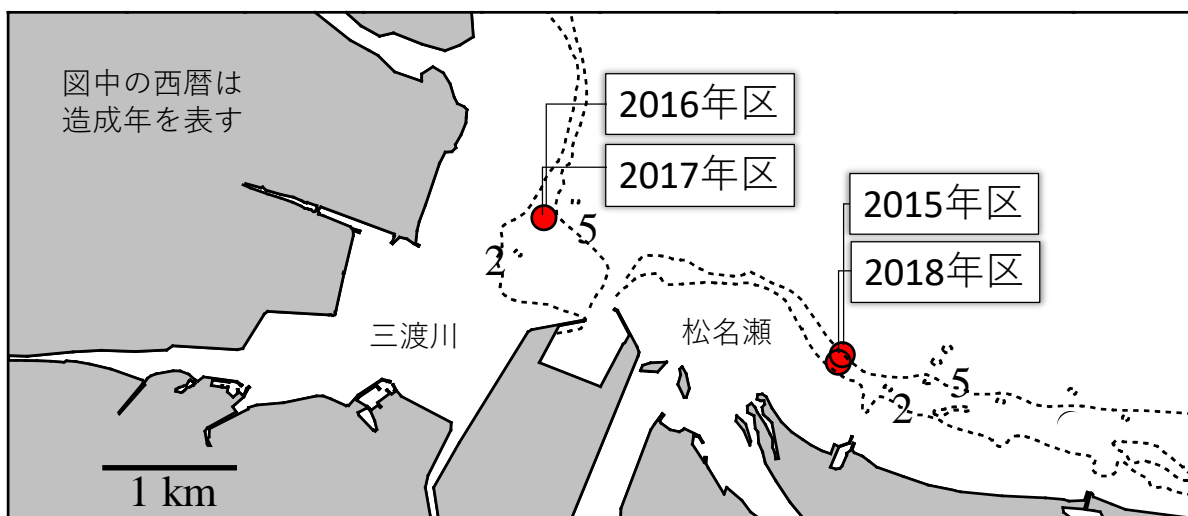 図中の西暦は
造成年を表す
2016年区
2017年区
2015年区
2018年区
5
2
三渡川
松名瀬
5
2
1 km